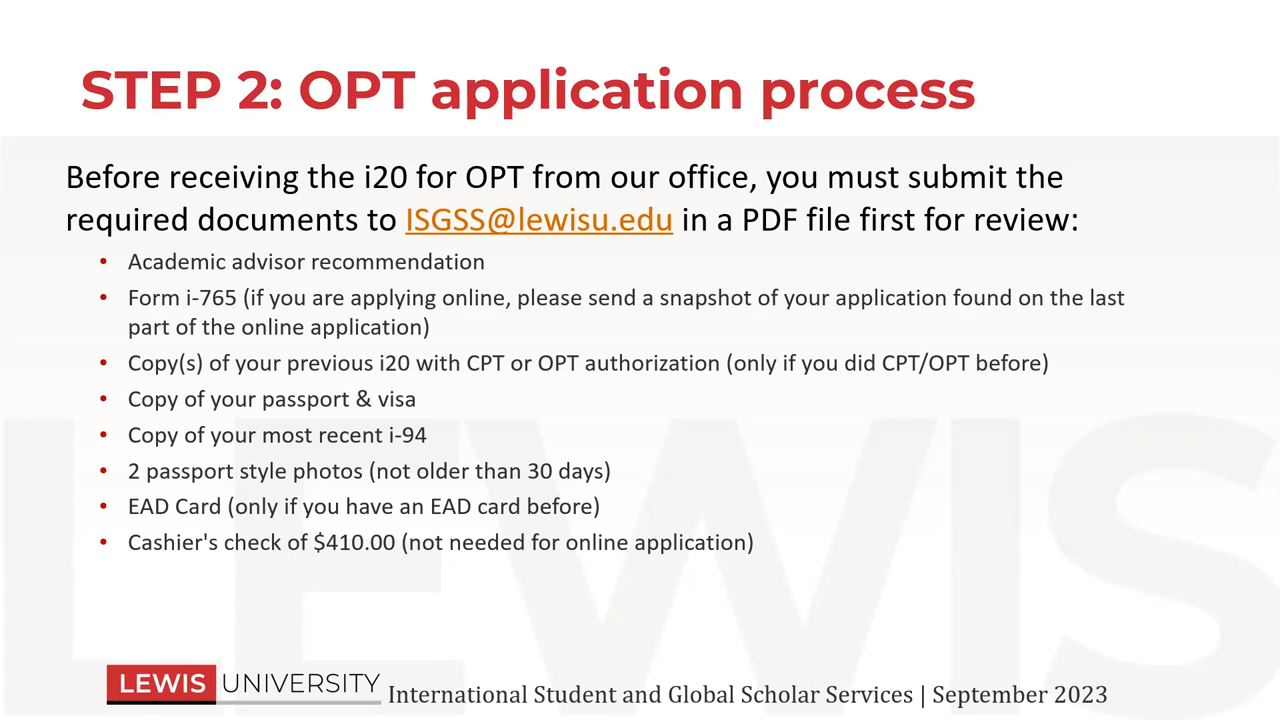 STEP 2: OPT application process
Before receiving the i20 for OPT from our office, you must submit the
required documents to ISGSS@lewisu.edu in a PDF file first for review:
• Academic advisor recommendation
• Form i-765 (if you are applying online, please send a snapshot of your application found on the last
part of the online application)
• Copy(s) of your previous i20 with CPT or OPT authorization (only if you did CPT/OPT before)
• Copy of your passport & visa
• Copy of your most recent i-94
• 2 passport style photos (not older than 30 days)
• EAD Card (only if you have an EAD card before)
• Cashier's check of $410.00 (not needed for online application)
LEWIS
LEWIS UNIVERSITY International Student and Global Scholar Services | September 2023